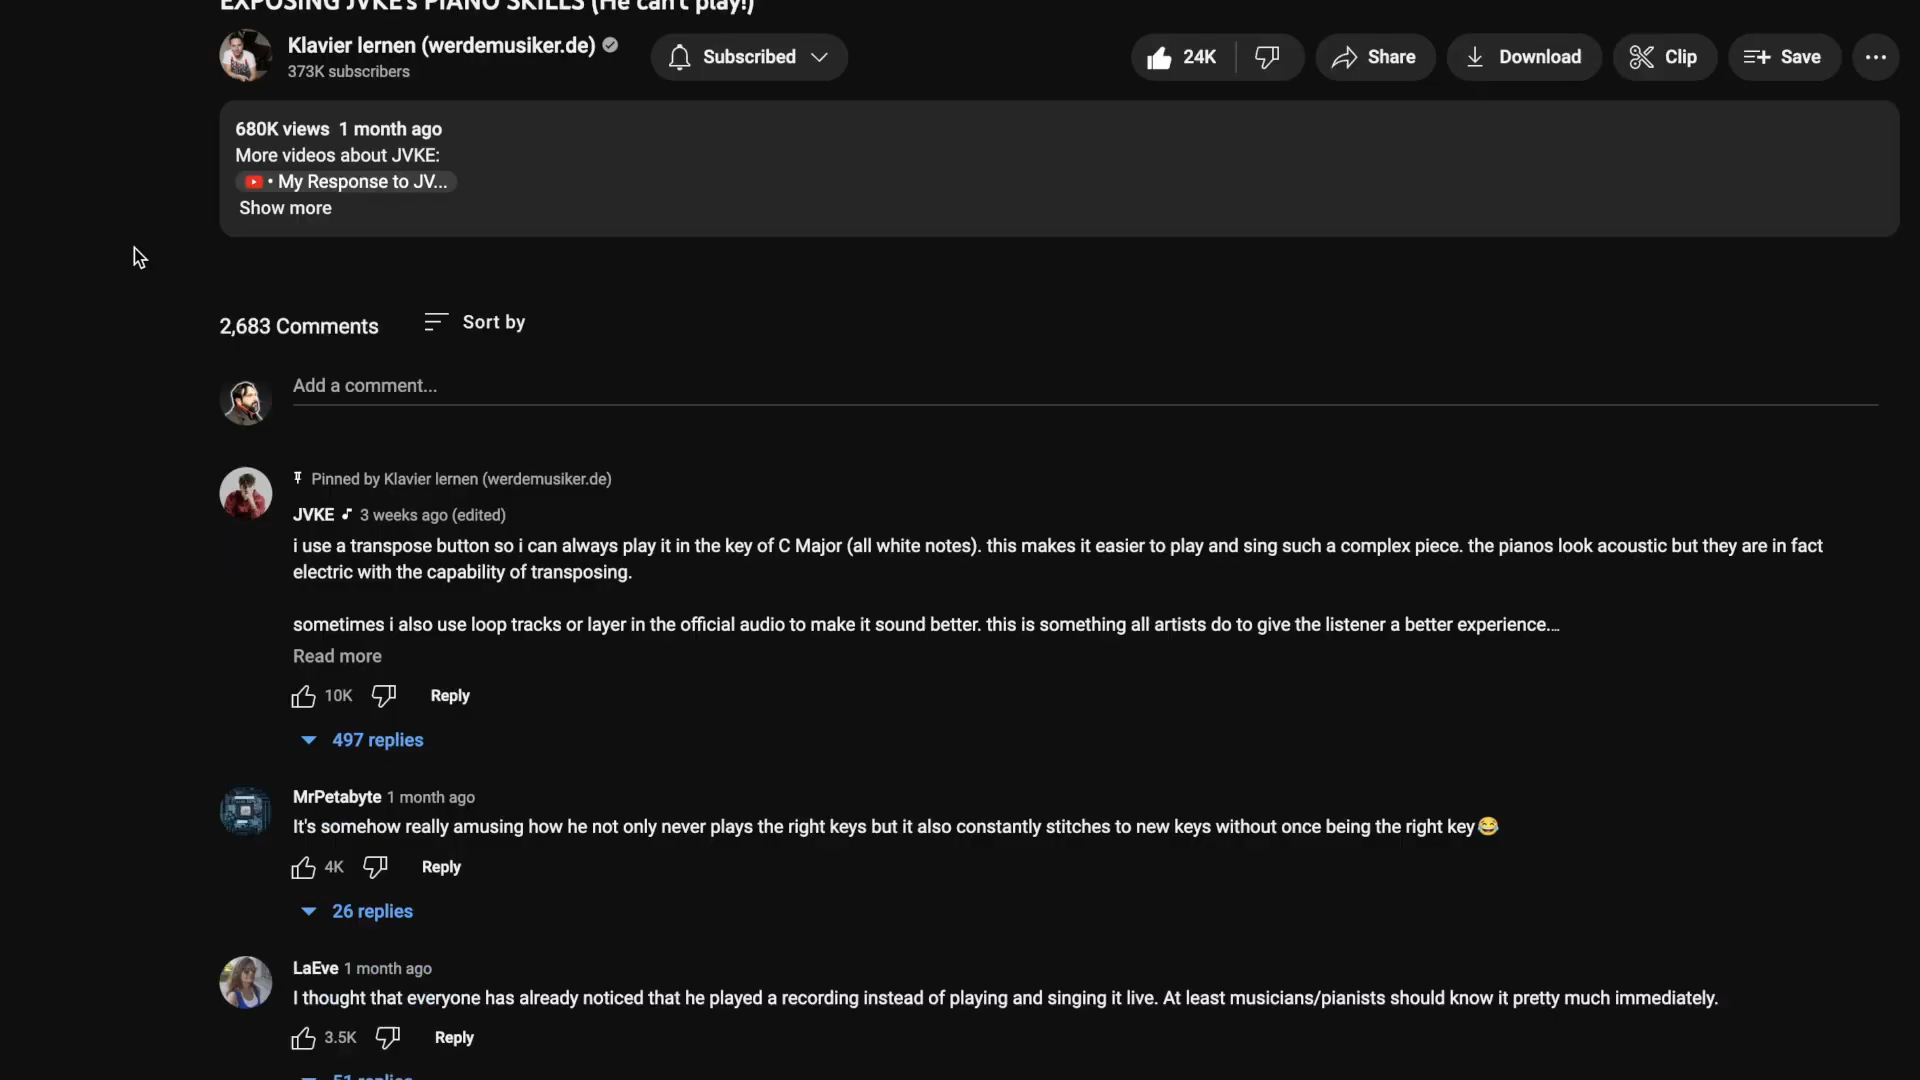 EXPOSING JVKE's PIANO SKILLS (He can't play!)
Klavier lernen (werdemusiker.de)
373K subscribers
Subscribed
24K
Share
Download
Clip
Save
680K views 1 month ago
More videos about JVKE:
• My Response to JV...
Show more
2,683 Comments
Sort by
Add a comment...
Pinned by Klavier lernen (werdemusiker.de)
JVKE 3 weeks ago (edited)
i use a transpose button so i can always play it in the key of C Major (all white notes). this makes it easier to play and sing such a complex piece. the pianos look acoustic but they are in fact
electric with the capability of transposing.
sometimes i also use loop tracks or layer in the official audio to make it sound better. this is something all artists do to give the listener a better experience...
Read more
10K
Reply
497 replies
MrPetabyte 1 month ago
It's somehow really amusing how he not only never plays the right keys but it also constantly stitches to new keys without once being the right key😂
4K
Reply
26 replies
LaEve 1 month ago
I thought that everyone has already noticed that he played a recording instead of playing and singing it live. At least musicians/pianists should know it pretty much immediately.
3.5K
Reply
51 replies